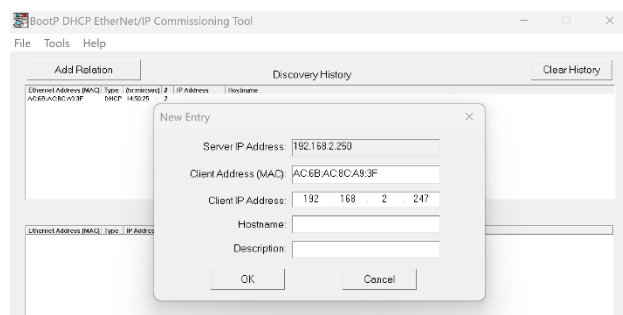 BootP DHCP EtherNet/IP Commissioning Tool
File Tools Help
Add Relation
Discovery History
Clear History
Ethernet Address (MAC) Type (hr:min:sec) # IP Address Hostname
AC:6B:AC:8C:A9:3F DHCP 14:50:25 2
New Entry
Server IP Address: 192.168.2.250
Client Address (MAC): AC:6B:AC:8C:A9:3F
Client IP Address: 192 . 168 . 2 . 247
Hostname:
Description:
Ethernet Address (MAC) Type IP Addres
OK Cancel